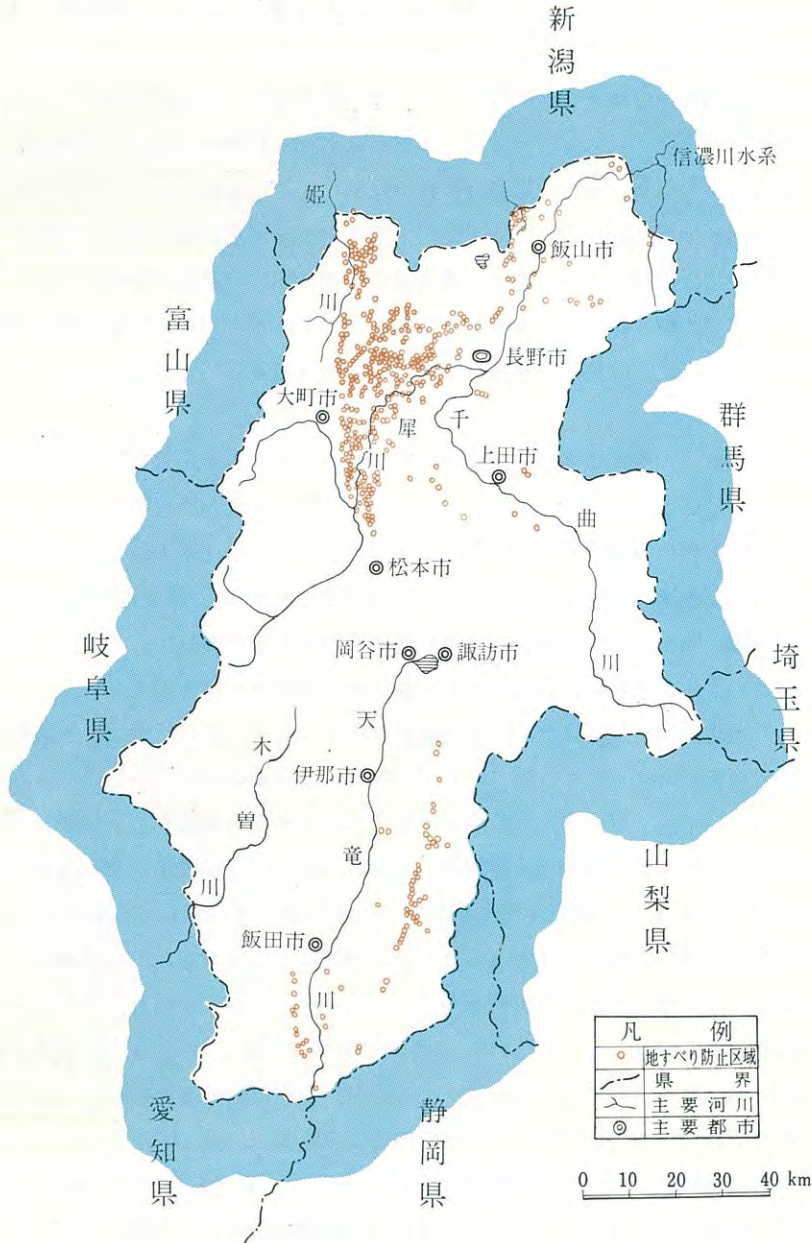 新潟県
信濃川水系
姫川
飯山市
富山県
長野市
大町市
犀川
千曲川
群馬県
上田市
松本市
岐阜県
岡谷市
諏訪市
埼玉県
木曽川
天竜川
伊那市
山梨県
飯田市
愛知県
静岡県
凡例
地すべり防止区域
県界
主要河川
主要都市
0 10 20 30 40 km